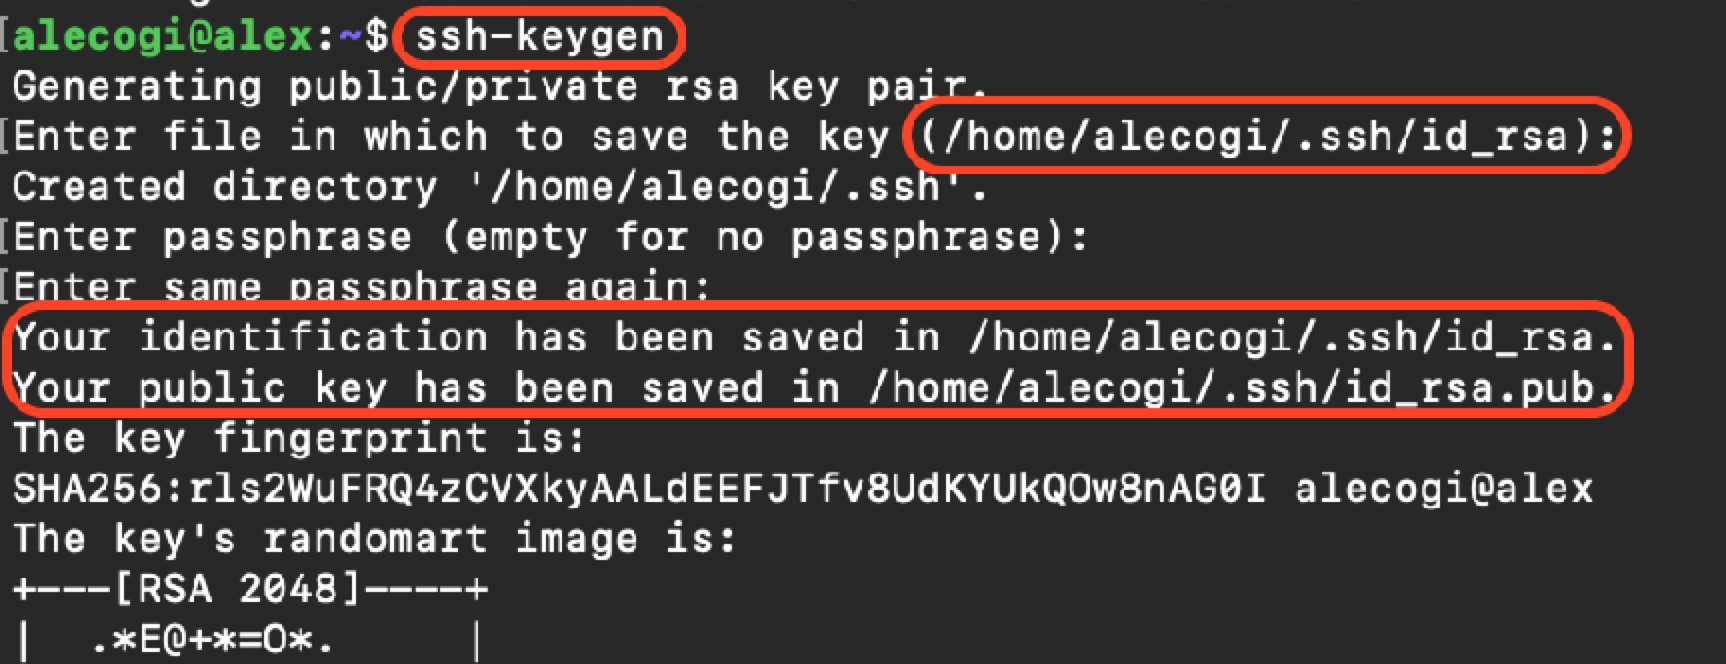 [alecogi@alex:~$ ssh-keygen
Generating public/private rsa key pair.
[Enter file in which to save the key (/home/alecogi/.ssh/id_rsa):
Created directory '/home/alecogi/.ssh'.
[Enter passphrase (empty for no passphrase):
[Enter same passphrase again:
Your identification has been saved in /home/alecogi/.ssh/id_rsa.
Your public key has been saved in /home/alecogi/.ssh/id_rsa.pub.
The key fingerprint is:
SHA256:rls2WuFRQ4zCVXkyAALdEEFJTfv8UdKYUkQOw8nAG0I alecogi@alex
The key's randomart image is:
+---[RSA 2048]----+
|   .*E@+*=O*.      |